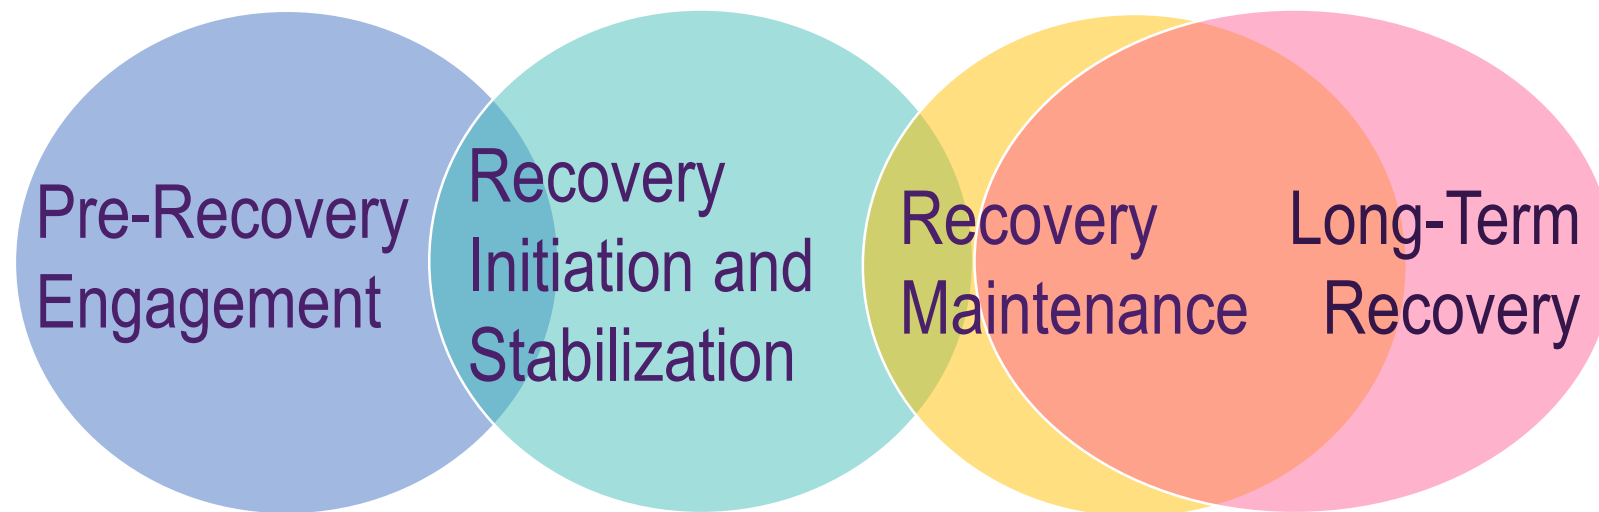 Pre-Recovery
Engagement
Recovery
Initiation and
Stabilization
Recovery
Maintenance
Long-Term
Recovery